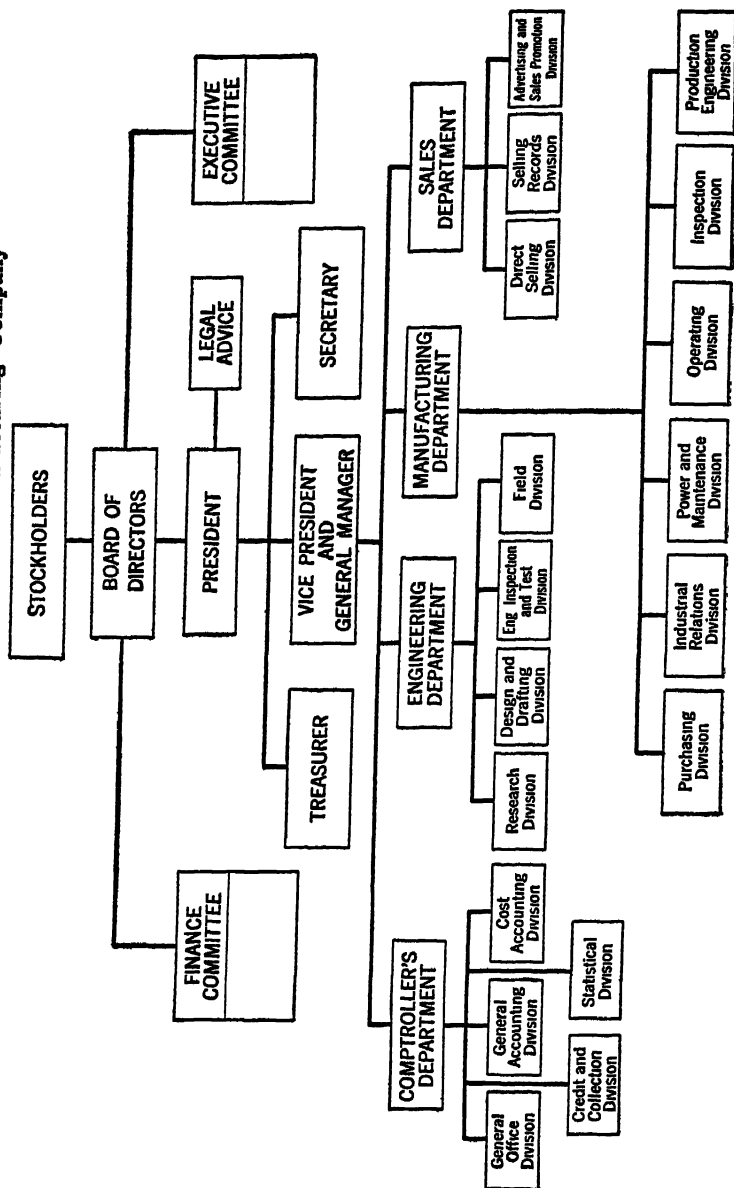 Company
STOCKHOLDERS
BOARD OF
DIRECTORS
FINANCE
COMMITTEE
EXECUTIVE
COMMITTEE
PRESIDENT
LEGAL
ADVICE
TREASURER
VICE PRESIDENT
AND
GENERAL MANAGER
SECRETARY
COMPTROLLER'S
DEPARTMENT
ENGINEERING
DEPARTMENT
MANUFACTURING
DEPARTMENT
SALES
DEPARTMENT
General
Office
Division
General
Accounting
Division
Cost
Accounting
Division
Credit and
Collection
Division
Statistical
Division
Research
Division
Design and
Drafting
Division
Eng Inspection
and Test
Division
Field
Division
Direct
Selling
Division
Selling
Records
Division
Advertising and
Sales Promotion
Division
Purchasing
Division
Industrial
Relations
Division
Power and
Maintenance
Division
Operating
Division
Inspection
Division
Production
Engineering
Division